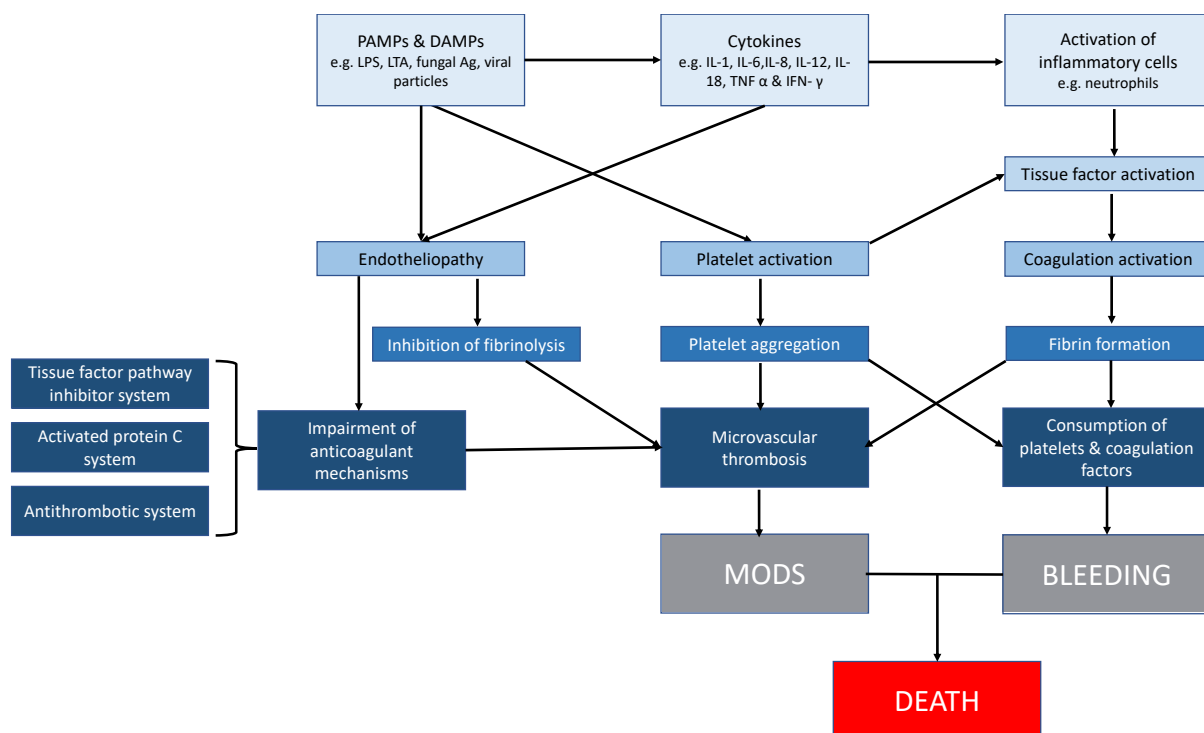 PAMPs & DAMPs
e.g. LPS, LTA, fungal Ag, viral
particles
Cytokines
e.g. IL-1, IL-6,IL-8, IL-12, IL-
18, TNF α & IFN- γ
Activation of
inflammatory cells
e.g. neutrophils
Tissue factor activation
Endotheliopathy
Platelet activation
Coagulation activation
Inhibition of fibrinolysis
Platelet aggregation
Fibrin formation
Tissue factor pathway
inhibitor system
Activated protein C
system
Antithrombotic system
Impairment of
anticoagulant
mechanisms
Microvascular
thrombosis
Consumption of
platelets & coagulation
factors
MODS
BLEEDING
DEATH